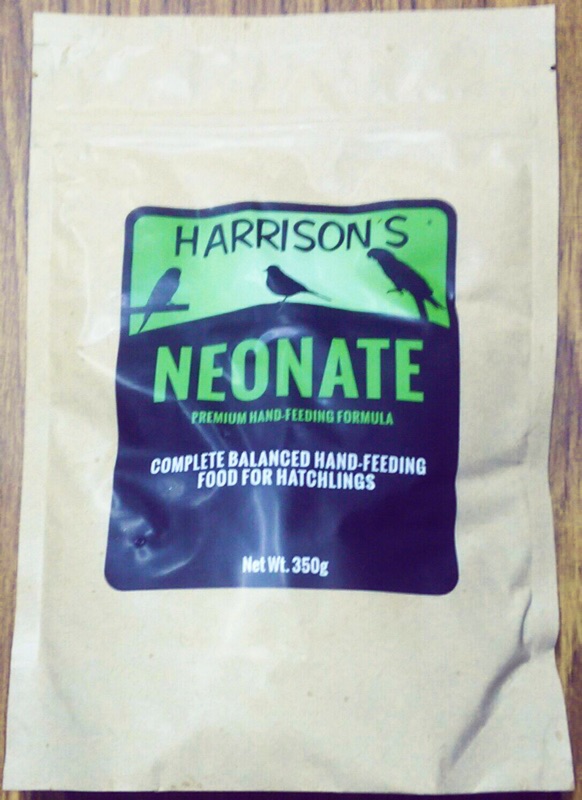 HARRISON'S
NEONATE
PREMIUM HAND-FEEDING FORMULA
COMPLETE BALANCED HAND-FEEDING
FOOD FOR HATCHLINGS
Net Wt. 350g